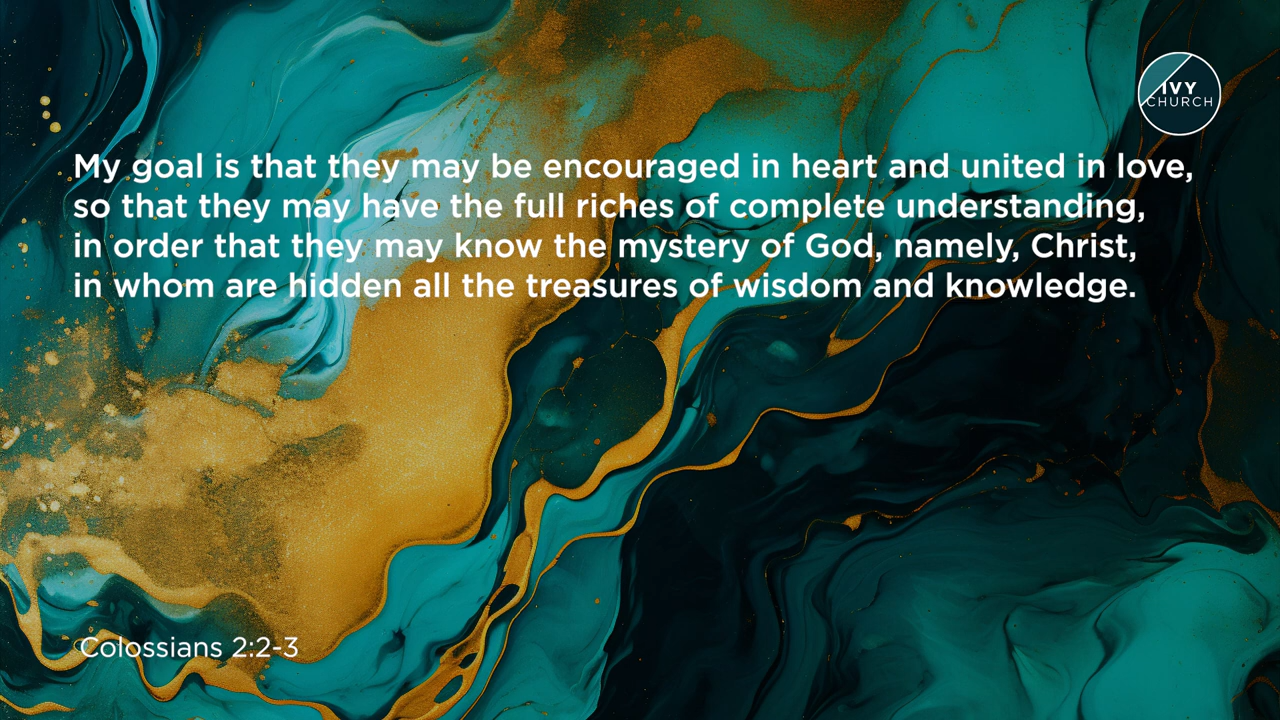 IVY
CHURCH
My goal is that they may be encouraged in heart and united in love,
so that they may have the full riches of complete understanding,
in order that they may know the mystery of God, namely, Christ,
in whom are hidden all the treasures of wisdom and knowledge.
Colossians 2:2-3